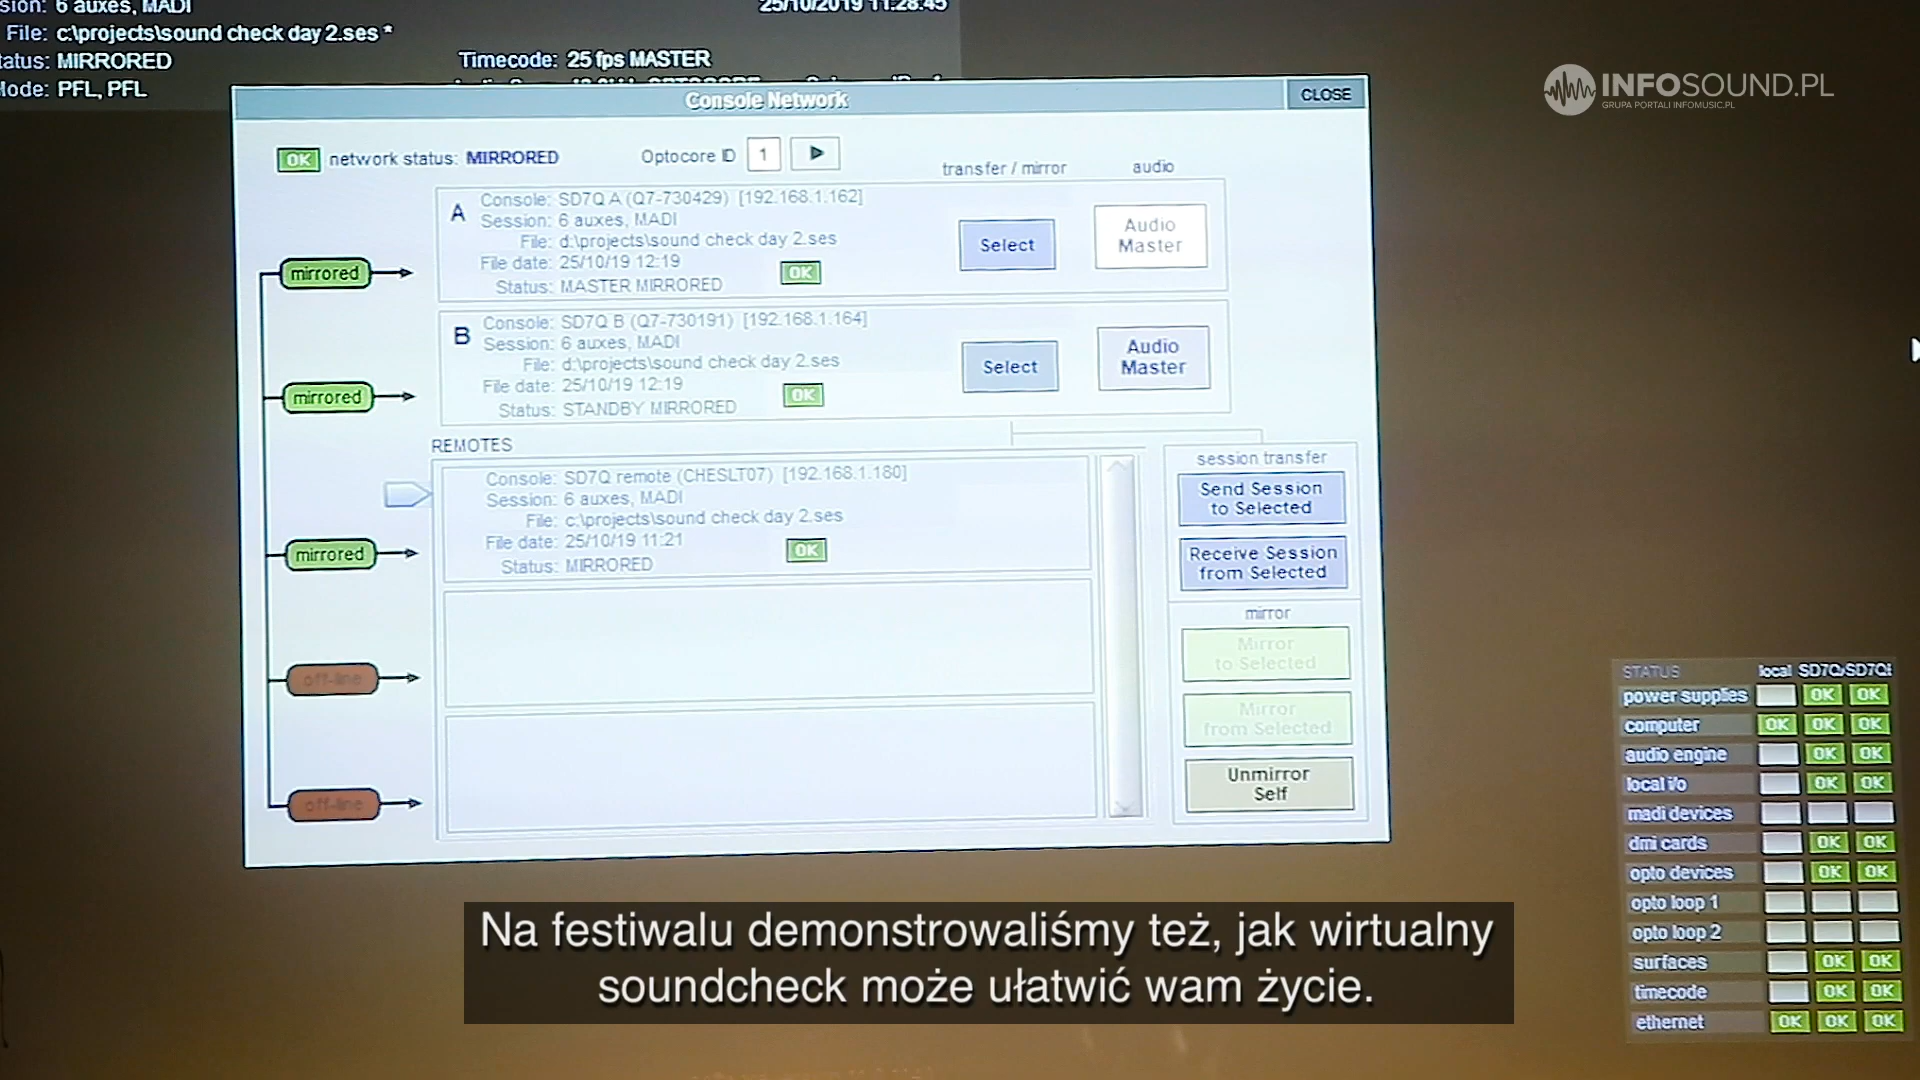 sion: 6 auxes, MADI
25/10/2019 11:28:45
File: c:\projects\sound check day 2.ses *
tatus: MIRRORED
Timecode: 25 fps MASTER
lode: PFL, PFL
INFOSOUND.PL
GRUPA PORTALI INFOMUSIC.PL
Console Network
CLOSE
OK network status: MIRRORED
Optocore ID 1
transfer / mirror
audio
A
Console: SD7Q A (Q7-730429) [192.168.1.162]
Session: 6 auxes, MADI
File: d:\projects\sound check day 2.ses
File date: 25/10/19 12:19
Status: MASTER MIRRORED
OK
Select
Audio
Master
mirrored
B
Console: SD7Q B (Q7-730191) [192.168.1.164]
Session: 6 auxes, MADI
File: d:\projects\sound check day 2.ses
File date: 25/10/19 12:19
Status: STANDBY MIRRORED
OK
Select
Audio
Master
mirrored
REMOTES
Console: SD7Q remote (CHESLT07) [192.168.1.180]
Session: 6 auxes, MADI
File: c:\projects\sound check day 2.ses
File date: 25/10/19 11:21
Status: MIRRORED
OK
mirrored
off-line
off-line
session transfer
Send Session
to Selected
Receive Session
from Selected
mirror
Mirror
to Selected
Mirror
from Selected
Unmirror
Self
STATUS local SD7Q SD7Q
power supplies OK OK
computer OK OK OK
audio engine OK OK
local i/o OK OK
madi devices
dmi cards OK OK
opto devices OK OK
opto loop 1
opto loop 2
surfaces OK OK
timecode OK OK
ethernet OK OK OK
Na festiwalu demonstrowaliśmy też, jak wirtualny
soundcheck może ułatwić wam życie.